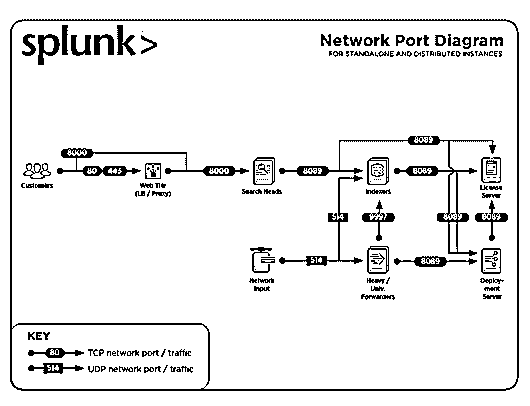 splunk>
Network Port Diagram
FOR STANDALONE AND DISTRIBUTED INSTANCES
8089
8000
80 443 8000 8089 8089
Customers
Web Tier
(LB / Proxy)
Search Heads
Indexers
License
Server
514 9997 8089 8089
514 8089
Network
Input
Heavy /
Univ.
Forwarders
Deploy-
ment
Server
KEY
80 TCP network port / traffic
514 UDP network port / traffic